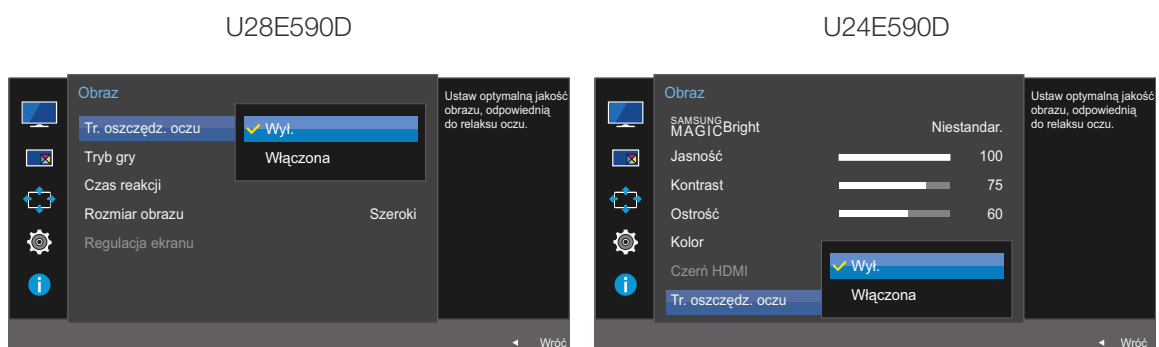 U28E590D
Obraz
Tr. oszczędz. oczu
Wył.
Włączona
Tryb gry
Czas reakcji
Rozmiar obrazu Szeroki
Regulacja ekranu
Ustaw optymalną jakość
obrazu, odpowiednią
do relaksu oczu.
Wróć
U24E590D
Obraz
SAMSUNG
MAGICBright Niestandar.
Jasność 100
Kontrast 75
Ostrość 60
Kolor
Czerń HDMI
Tr. oszczędz. oczu
Wył.
Włączona
Ustaw optymalną jakość
obrazu, odpowiednią
do relaksu oczu.
Wróć